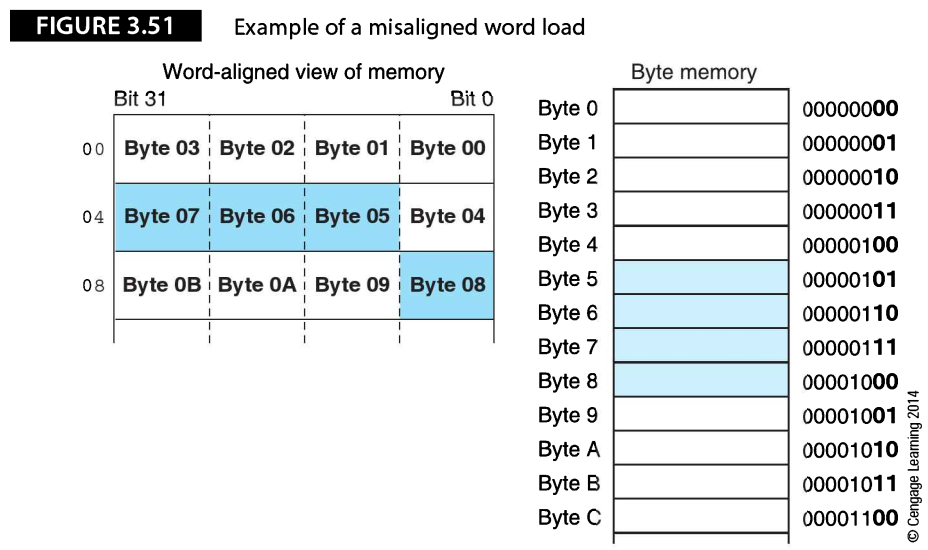 FIGURE 3.51 Example of a misaligned word load
Word-aligned view of memory
Bit 31 Bit 0
00 Byte 03 Byte 02 Byte 01 Byte 00
04 Byte 07 Byte 06 Byte 05 Byte 04
08 Byte 0B Byte 0A Byte 09 Byte 08
Byte memory
Byte 0 00000000
Byte 1 00000001
Byte 2 00000010
Byte 3 00000011
Byte 4 00000100
Byte 5 00000101
Byte 6 00000110
Byte 7 00000111
Byte 8 00001000
Byte 9 00001001
Byte A 00001010
Byte B 00001011
Byte C 00001100
© Cengage Learning 2014